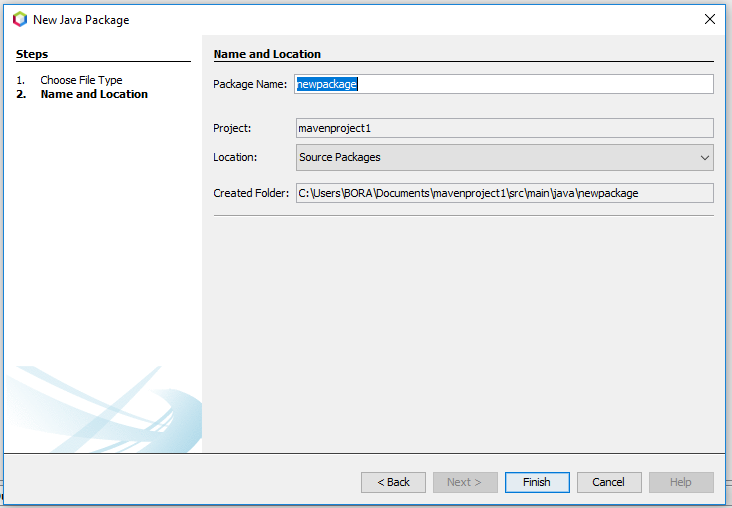 New Java Package
Steps
1. Choose File Type
2. Name and Location
Name and Location
Package Name: newpackage
Project: mavenproject1
Location: Source Packages
Created Folder: C:\Users\BORA\Documents\mavenproject1\src\main\java\newpackage
< Back Next > Finish Cancel Help